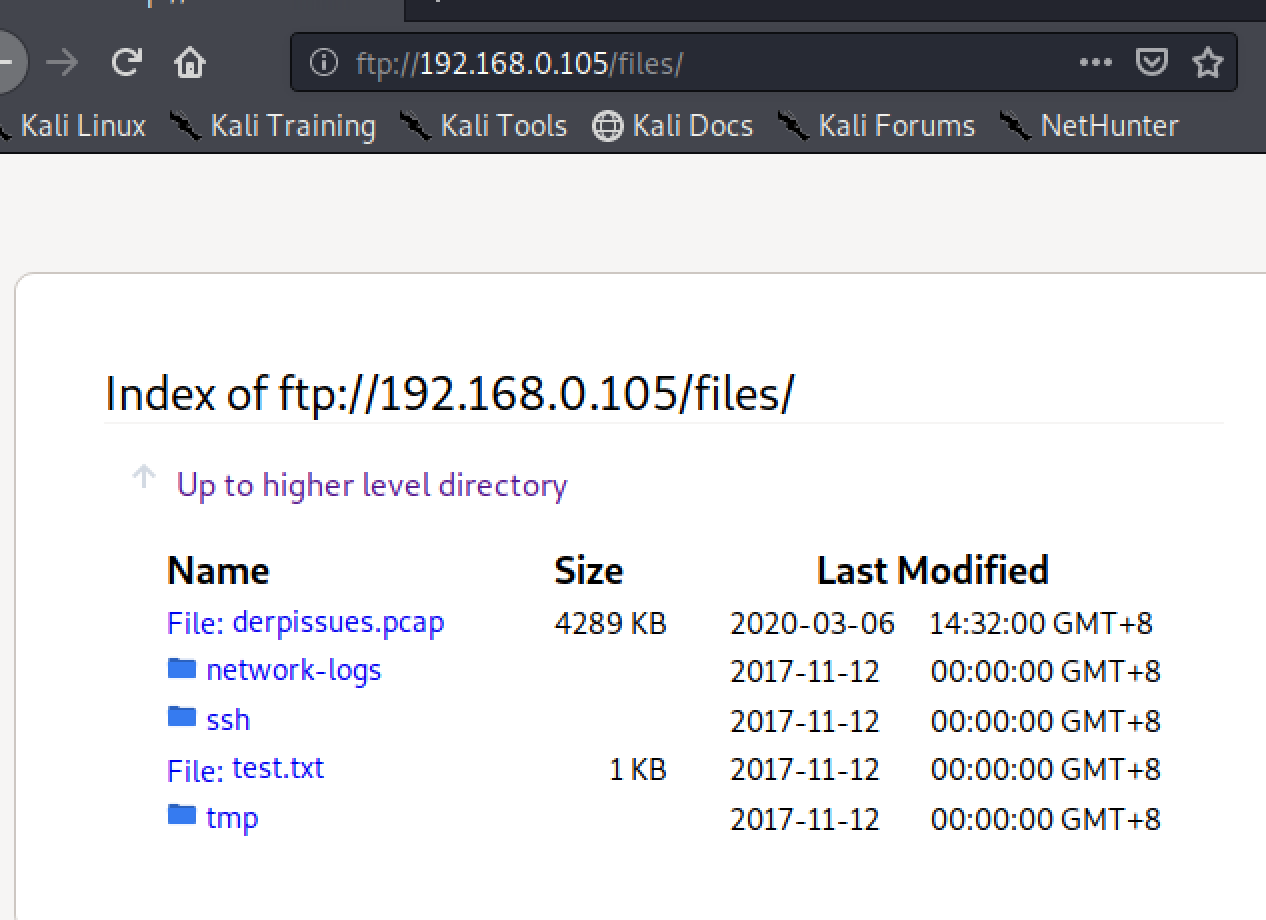 ftp://192.168.0.105/files/
Kali Linux Kali Training Kali Tools Kali Docs Kali Forums NetHunter
Index of ftp://192.168.0.105/files/
Up to higher level directory
Name Size Last Modified
File: derpissues.pcap 4289 KB 2020-03-06 14:32:00 GMT+8
network-logs 2017-11-12 00:00:00 GMT+8
ssh 2017-11-12 00:00:00 GMT+8
File: test.txt 1 KB 2017-11-12 00:00:00 GMT+8
tmp 2017-11-12 00:00:00 GMT+8